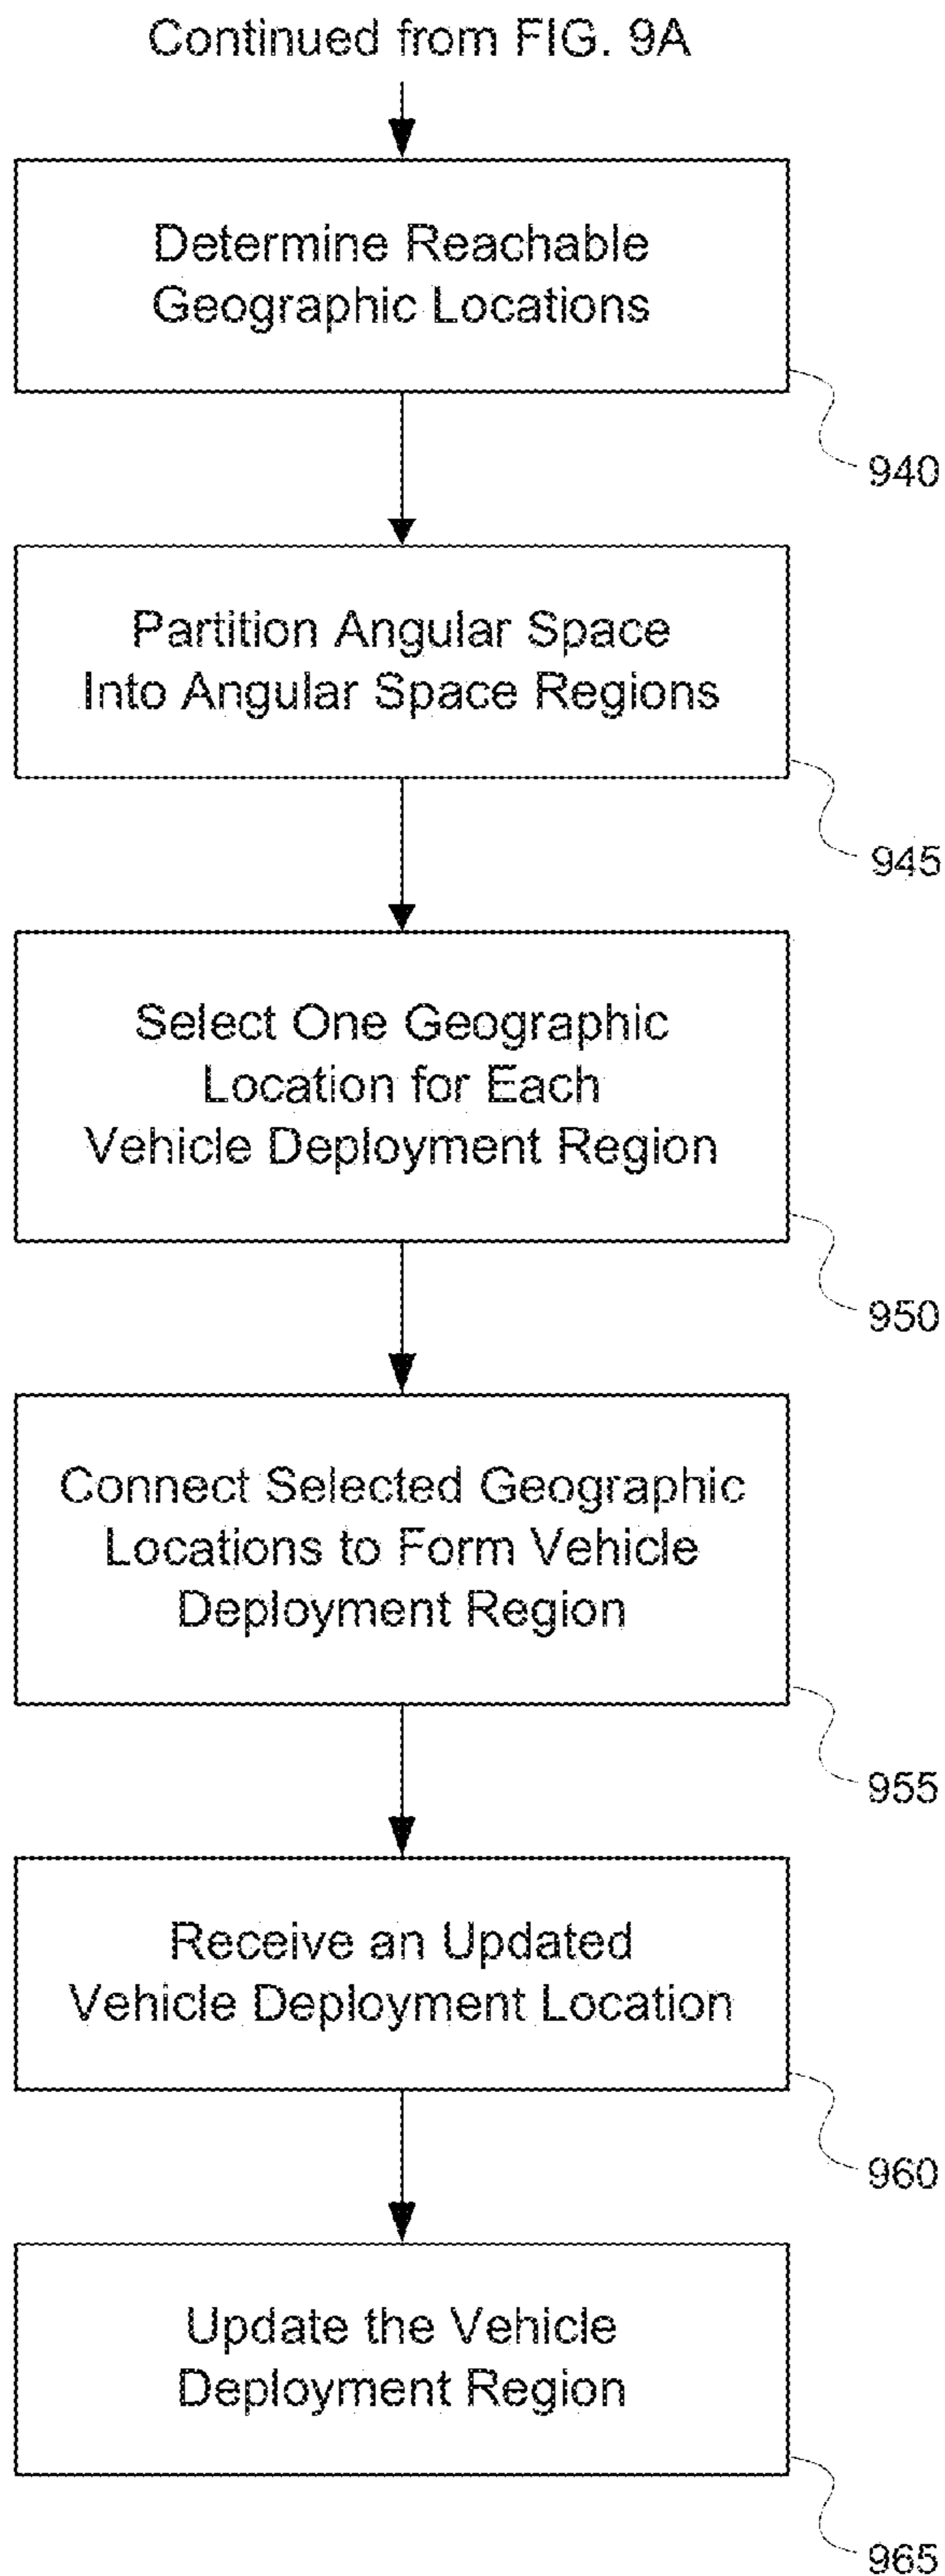 Continued from FIG. 9A
Determine Reachable
Geographic Locations
940
Partition Angular Space
Into Angular Space Regions
945
Select One Geographic
Location for Each
Vehicle Deployment Region
950
Connect Selected Geographic
Locations to Form Vehicle
Deployment Region
955
Receive an Updated
Vehicle Deployment Location
960
Update the Vehicle
Deployment Region
965